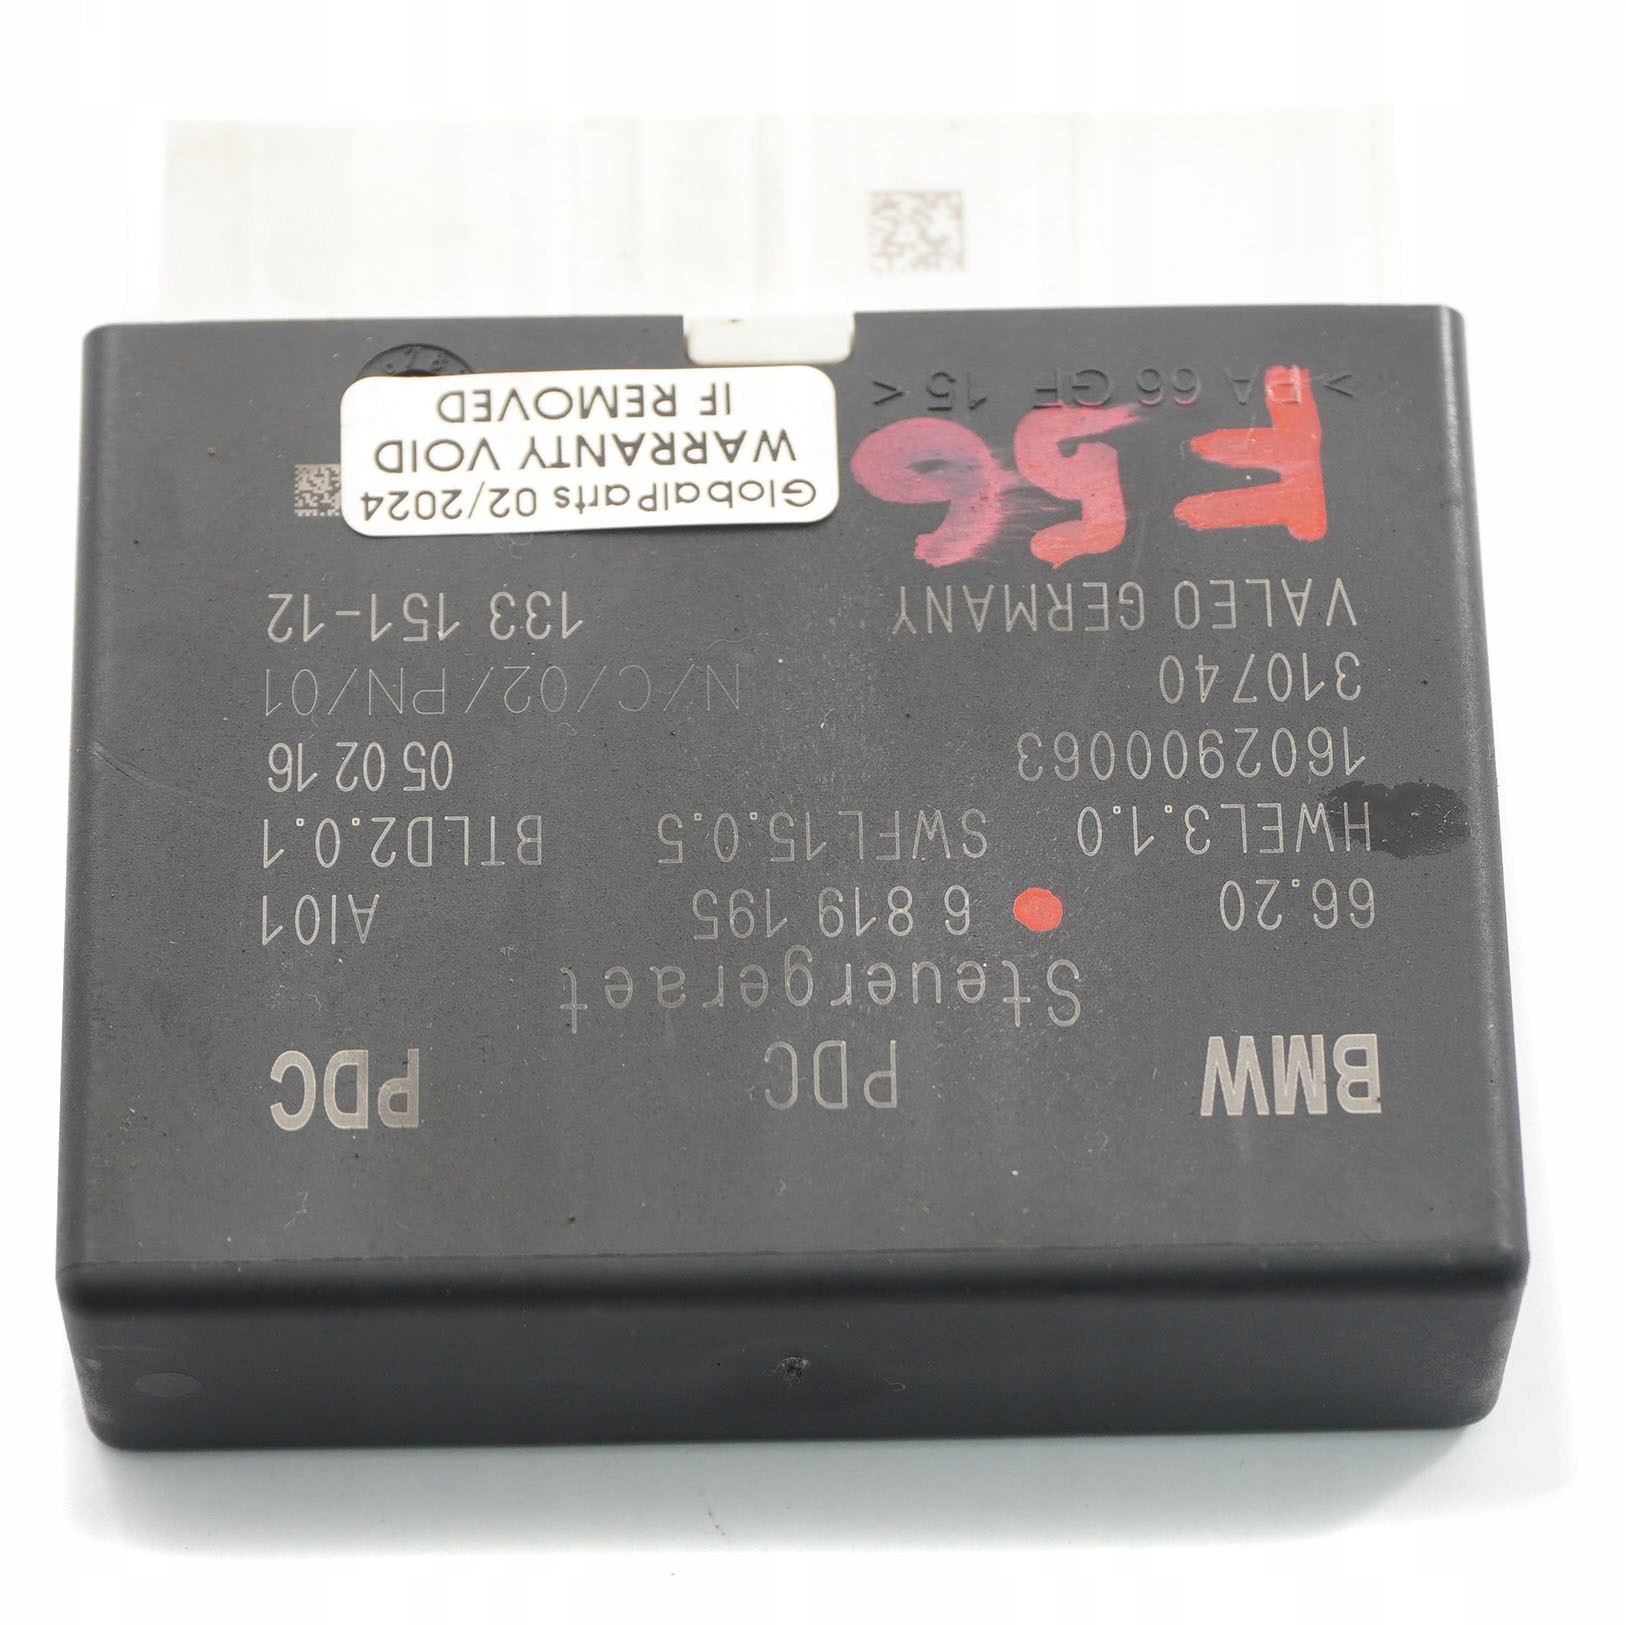 BMW PDC PDC
Steuergeraet
66.20 6 819 195 AI01
HWEL3.1.0 SWFL15.0.5 BTLD2.0.1
1602900063 05 02 16
310740 N/C/02/PN/01
VALEO GERMANY 133 151-12
F56
GlobalParts 02/2024
WARRANTY VOID
IF REMOVED
>PA 66 GF 15<